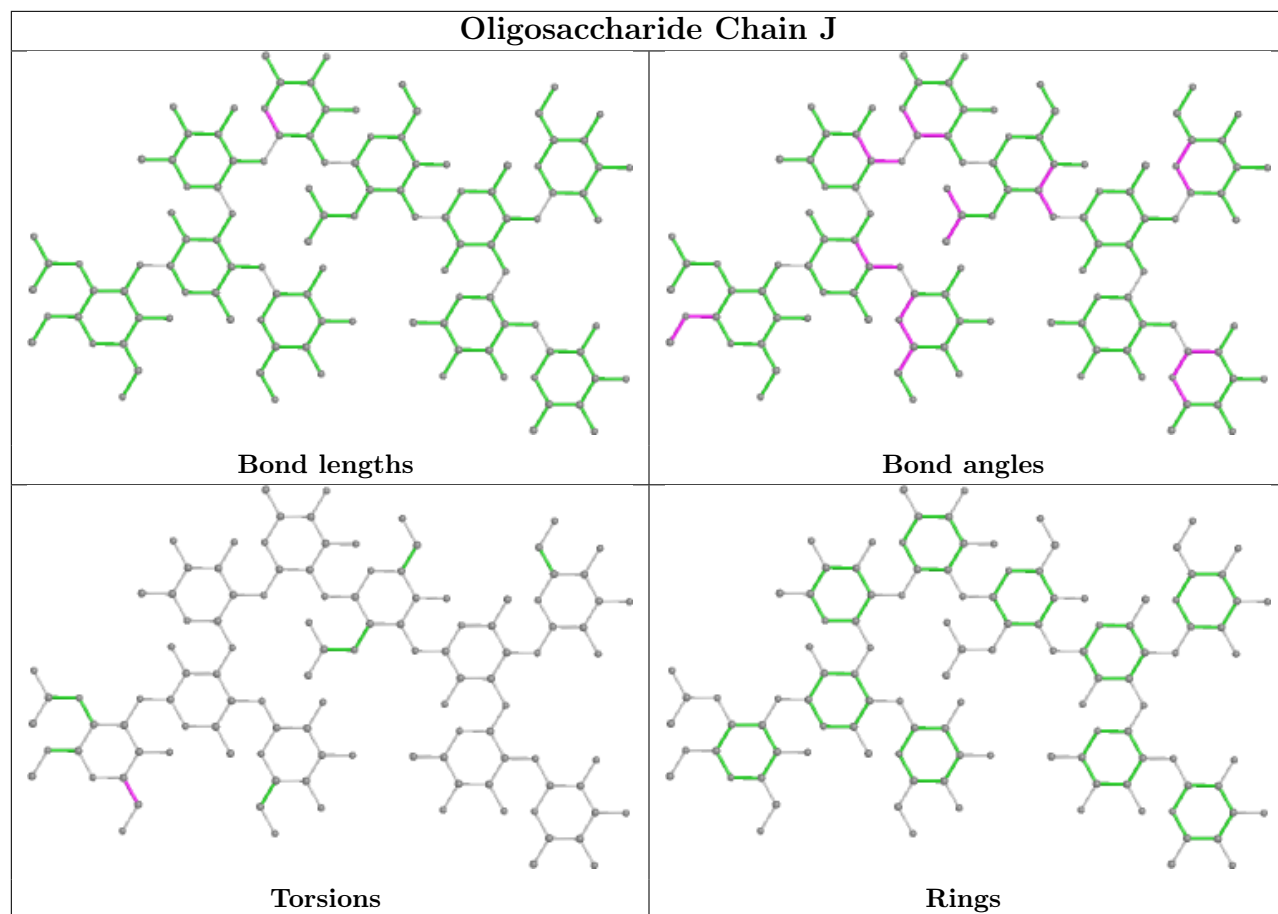 Oligosaccharide Chain J
Bond lengths
Bond angles
Torsions
Rings